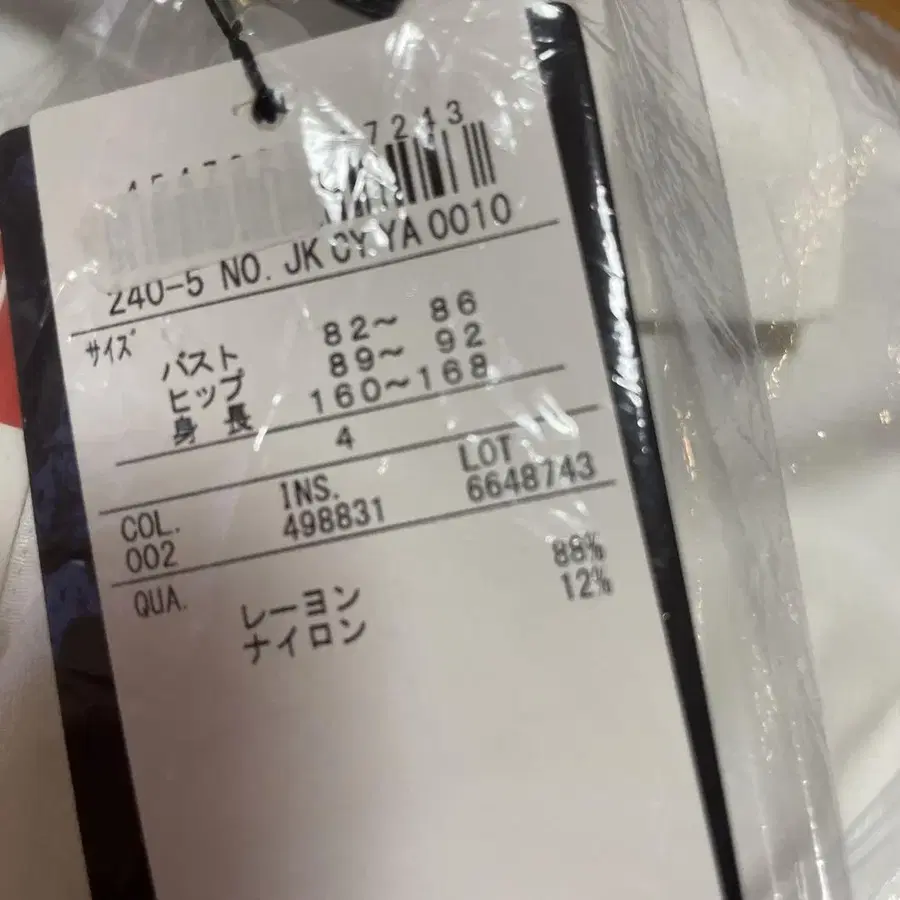 7243
240-5 NO. JK CY YA 0010
サイズ
バスト 82～ 86
ヒップ 89～ 92
身 長 160～168
4
COL. INS. LOT
002 498831 6648743
QUA.
レーヨン 88%
ナイロン 12%